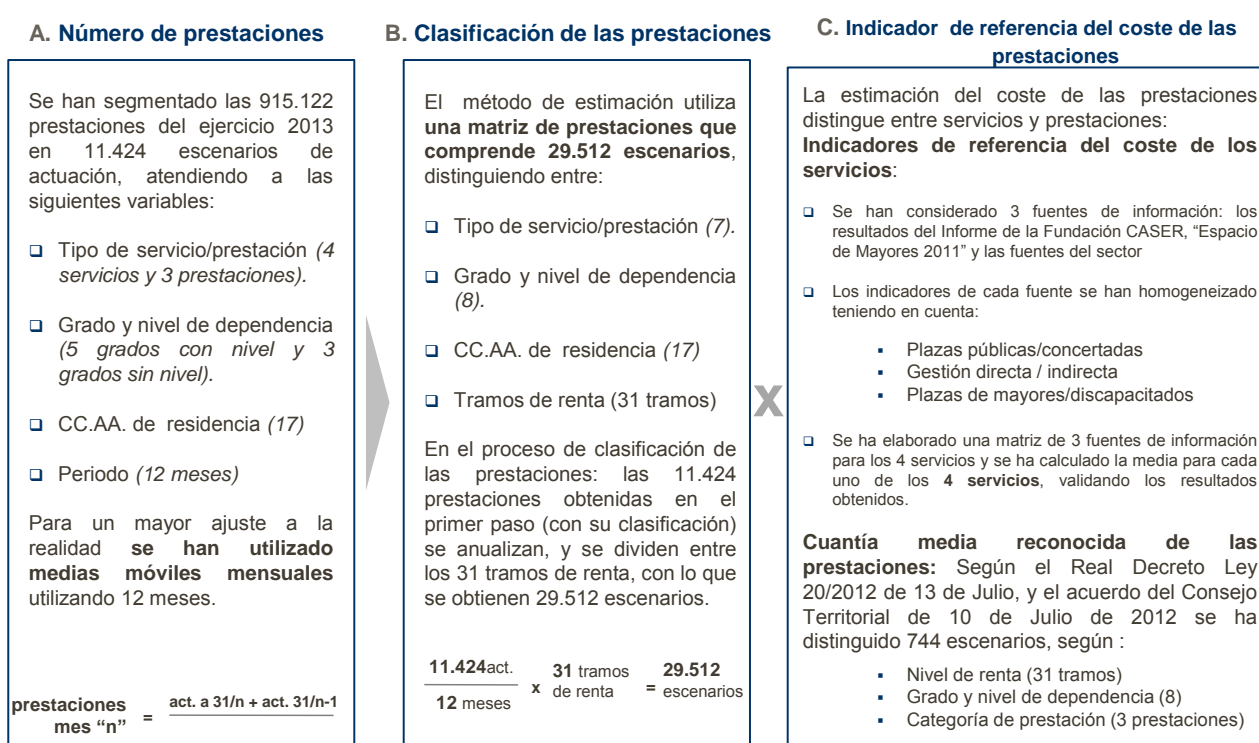 A. Número de prestaciones
Se han segmentado las 915.122
prestaciones del ejercicio 2013
en 11.424 escenarios de
actuación, atendiendo a las
siguientes variables:
❑ Tipo de servicio/prestación (4
servicios y 3 prestaciones).
❑ Grado y nivel de dependencia
(5 grados con nivel y 3
grados sin nivel).
❑ CC.AA. de residencia (17)
❑ Periodo (12 meses)
Para un mayor ajuste a la
realidad se han utilizado
medias móviles mensuales
utilizando 12 meses.
prestaciones
mes “n” = act. a 31/n + act. 31/n-1
B. Clasificación de las prestaciones
El método de estimación utiliza
una matriz de prestaciones que
comprende 29.512 escenarios,
distinguiendo entre:
❑ Tipo de servicio/prestación (7).
❑ Grado y nivel de dependencia
(8).
❑ CC.AA. de residencia (17)
❑ Tramos de renta (31 tramos)
En el proceso de clasificación de
las prestaciones: las 11.424
prestaciones obtenidas en el
primer paso (con su clasificación)
se anualizan, y se dividen entre
los 31 tramos de renta, con lo que
se obtienen 29.512 escenarios.
11.424act.
12 meses
x 31 tramos
de renta
= 29.512
escenarios
X
C. Indicador de referencia del coste de las
prestaciones
La estimación del coste de las prestaciones
distingue entre servicios y prestaciones:
Indicadores de referencia del coste de los
servicios:
❑ Se han considerado 3 fuentes de información: los
resultados del Informe de la Fundación CASER, “Espacio
de Mayores 2011” y las fuentes del sector
❑ Los indicadores de cada fuente se han homogeneizado
teniendo en cuenta:
▪ Plazas públicas/concertadas
▪ Gestión directa / indirecta
▪ Plazas de mayores/discapacitados
❑ Se ha elaborado una matriz de 3 fuentes de información
para los 4 servicios y se ha calculado la media para cada
uno de los 4 servicios, validando los resultados
obtenidos.
Cuantía media reconocida de las
prestaciones: Según el Real Decreto Ley
20/2012 de 13 de Julio, y el acuerdo del Consejo
Territorial de 10 de Julio de 2012 se ha
distinguido 744 escenarios, según :
▪ Nivel de renta (31 tramos)
▪ Grado y nivel de dependencia (8)
▪ Categoría de prestación (3 prestaciones)